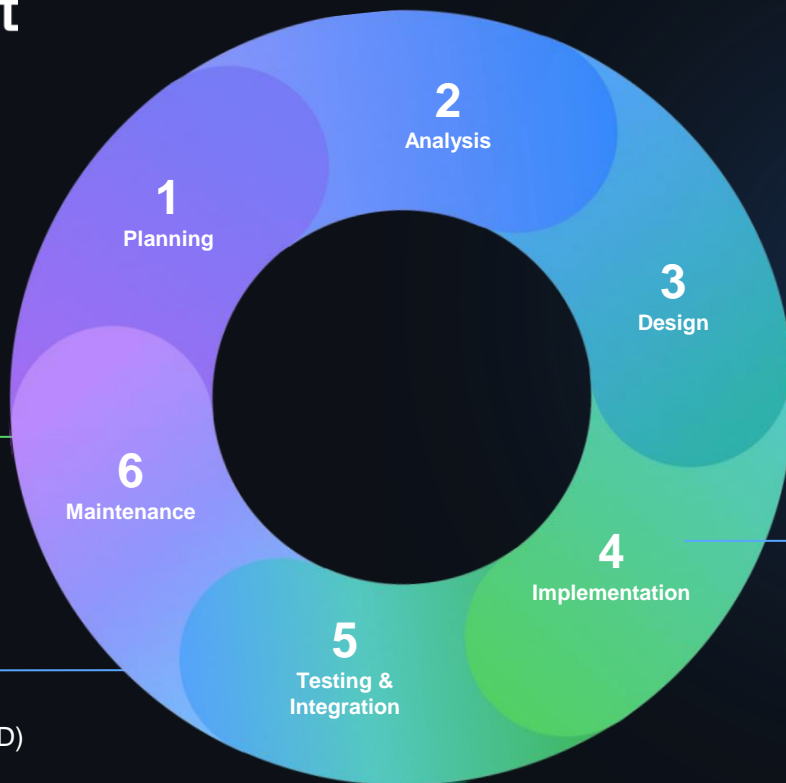 t
2
Analysis
1
Planning
3
Design
6
Maintenance
4
Implementation
5
Testing &
Integration
D)